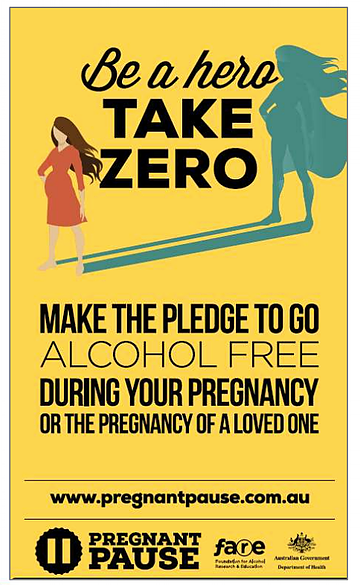 Be a hero
TAKE
ZERO
MAKE THE PLEDGE TO GO
ALCOHOL FREE
DURING YOUR PREGNANCY
OR THE PREGNANCY OF A LOVED ONE
www.pregnantpause.com.au
PREGNANT
PAUSE
fare
Foundation for Alcohol
Research & Education
Australian Government
Department of Health